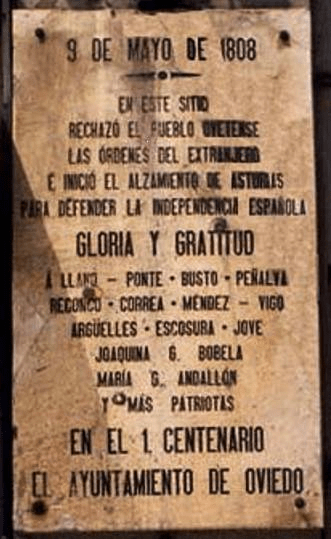 9 DE MAYO DE 1808
EN ESTE SITIO
RECHAZÓ EL PUEBLO OVETENSE
LAS ÓRDENES DEL EXTRANJERO
E INICIÓ EL ALZAMIENTO DE ASTURIAS
PARA DEFENDER LA INDEPENDENCIA ESPAÑOLA
GLORIA Y GRATITUD
Á LLANO - PONTE • BUSTO • PEÑALVA
RECONCO • CORREA • MÉNDEZ - VIGO
ARGÜELLES • ESCOSURA • JOVE
JOAQUINA G. BOBELA
MARÍA G. ANDALLÓN
Y MÁS PATRIOTAS
EN EL 1. CENTENARIO
EL AYUNTAMIENTO DE OVIEDO